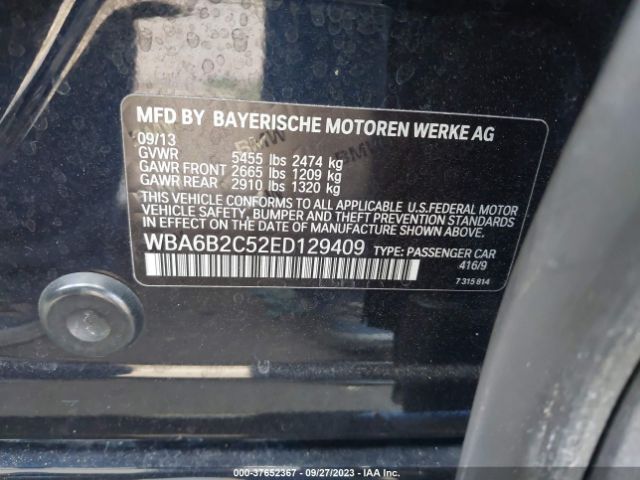 MFD BY BAYERISCHE MOTOREN WERKE AG
09/13
GVWR 5455 lbs 2474 kg
GAWR FRONT 2665 lbs 1209 kg
GAWR REAR 2910 lbs 1320 kg
THIS VEHICLE CONFORMS TO ALL APPLICABLE U.S.FEDERAL MOTOR
VEHICLE SAFETY, BUMPER, AND THEFT PREVENTION STANDARDS
IN EFFECT ON THE DATE OF MANUFACTURE SHOWN ABOVE.
WBA6B2C52ED129409 TYPE: PASSENGER CAR
416/9
7 315 814
000-37652367 - 09/27/2023 - IAA Inc.